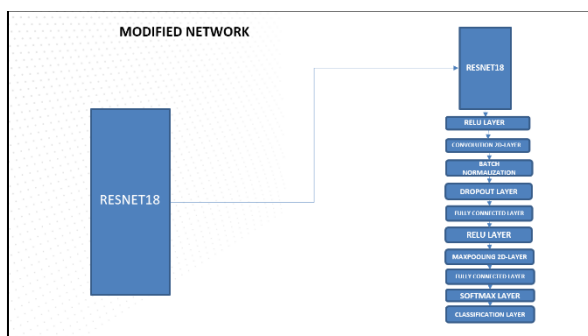 MODIFIED NETWORK
RESNET18
RESNET18
RELU LAYER
CONVOLUTION 2D-LAYER
BATCH
NORMALIZATION
DROPOUT LAYER
FULLY CONNECTED LAYER
RELU LAYER
MAXPOOLING 2D-LAYER
FULLY CONNECTED LAYER
SOFTMAX LAYER
CLASSIFICATION LAYER